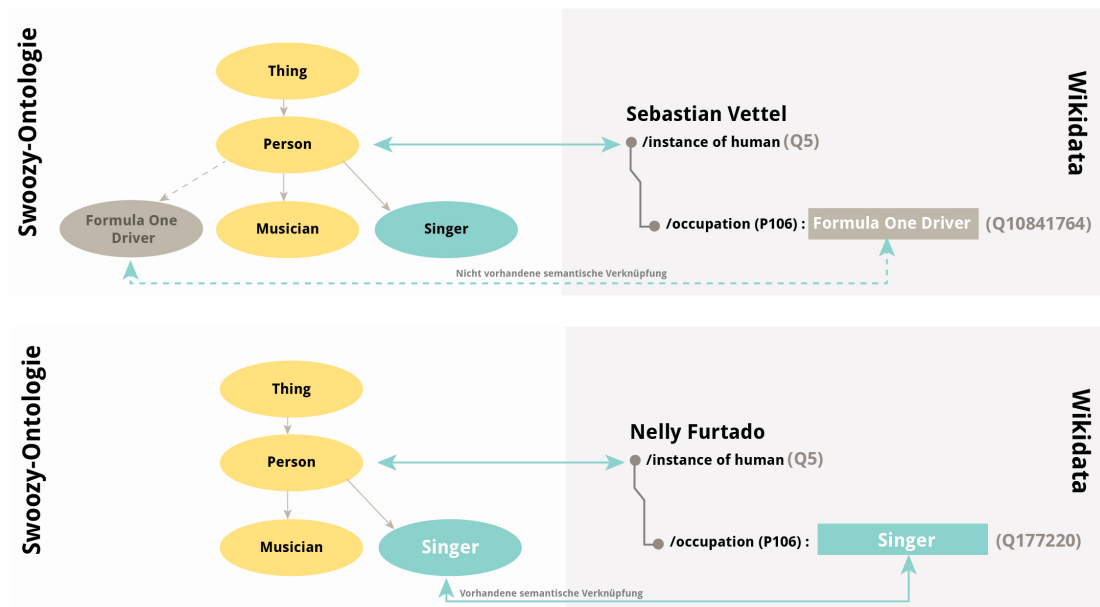 Swoozy-Ontologie
Thing
Person
Formula One
Driver
Musician
Singer
Wikidata
Sebastian Vettel
/instance of human (Q5)
/occupation (P106) : Formula One Driver (Q10841764)
Nicht vorhandene semantische Verknüpfung
Swoozy-Ontologie
Thing
Person
Musician
Singer
Wikidata
Nelly Furtado
/instance of human (Q5)
/occupation (P106) : Singer (Q177220)
Vorhandene semantische Verknüpfung